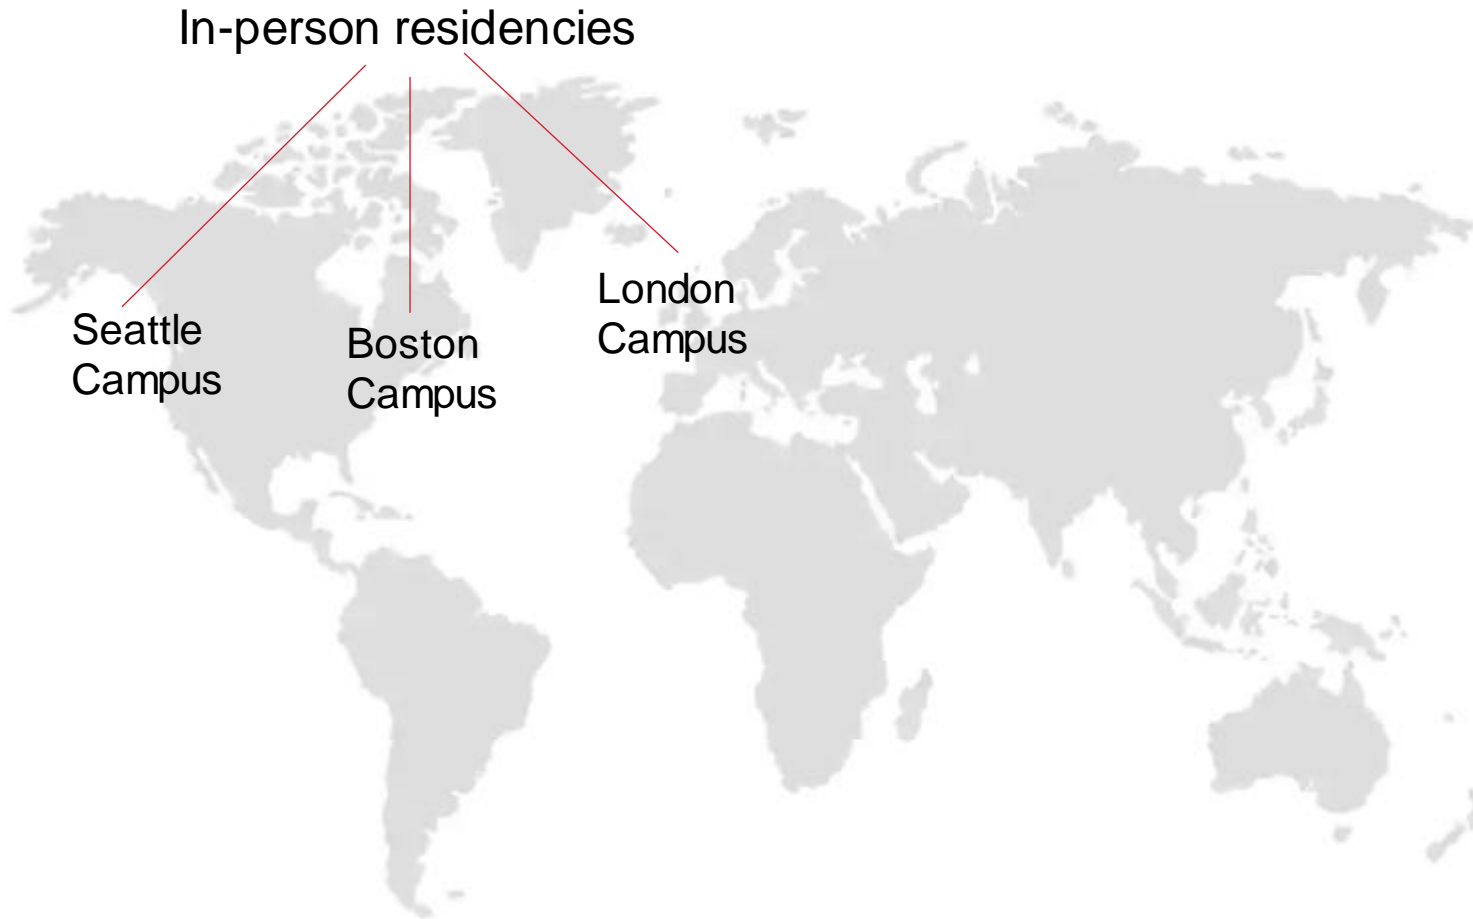 In-person residencies
Seattle
Campus
Boston
Campus
London
Campus